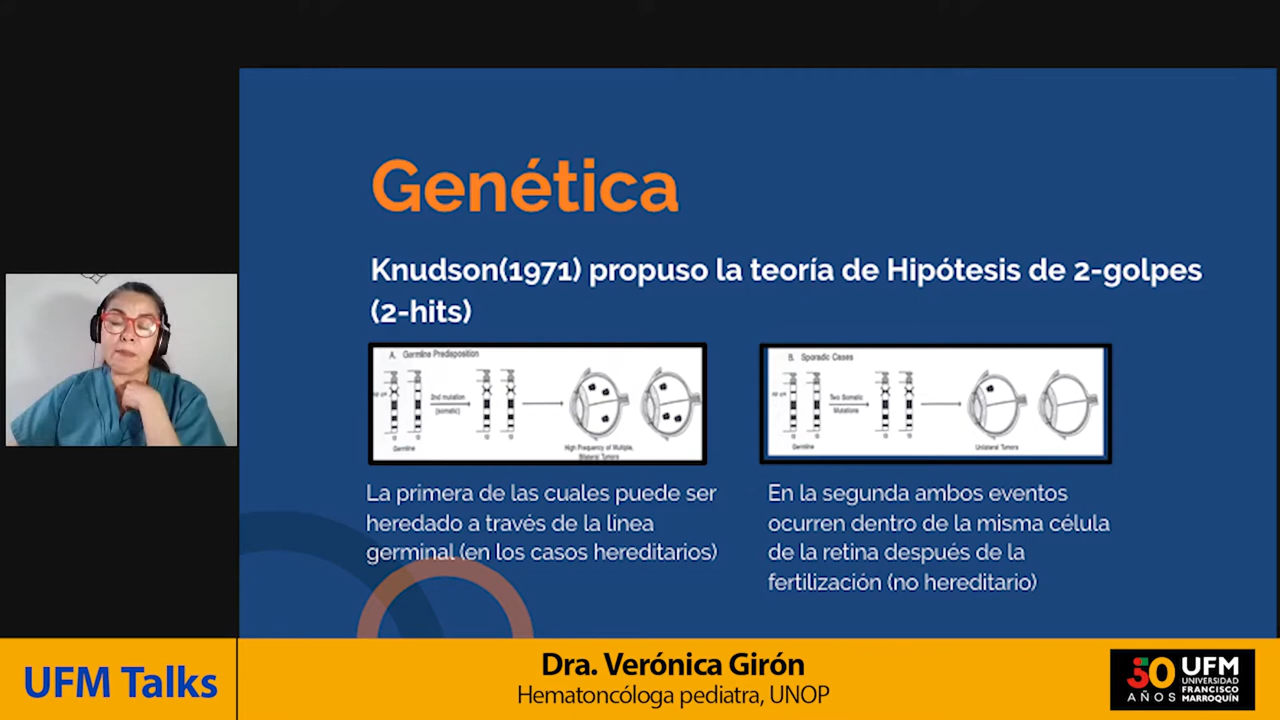 Genética
Knudson(1971) propuso la teoría de Hipótesis de 2-golpes
(2-hits)
A. Germline Predisposition
2nd mutation
(somatic)
Germline
High Frequency of Multiple,
Bilateral Tumors
B. Sporadic Cases
Two Somatic
Mutations
Germline
Unilateral Tumors
La primera de las cuales puede ser
heredado a través de la línea
germinal (en los casos hereditarios)
En la segunda ambos eventos
ocurren dentro de la misma célula
de la retina después de la
fertilización (no hereditario)
UFM Talks
Dra. Verónica Girón
Hematoncóloga pediatra, UNOP
50
AÑOS
UFM
UNIVERSIDAD
FRANCISCO
MARROQUÍN